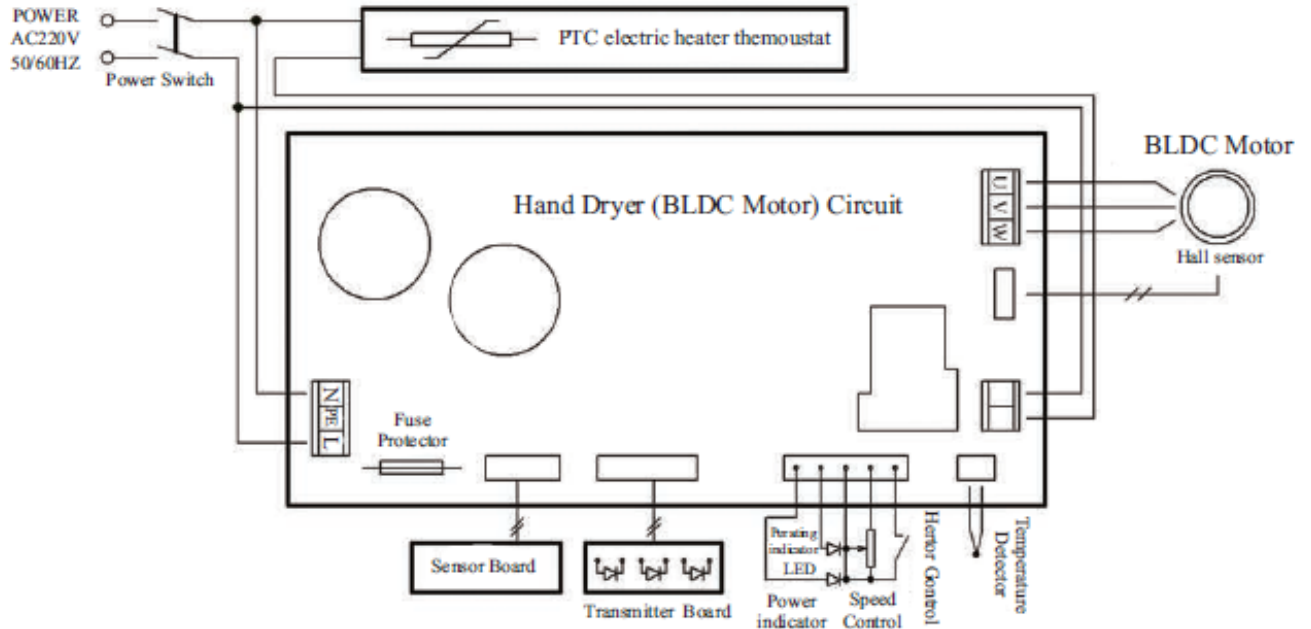 POWER
AC220V
50/60HZ
Power Switch
PTC electric heater themoustat
BLDC Motor
Hall sensor
Hand Dryer (BLDC Motor) Circuit
U
V
W
N
PE
L
Fuse
Protector
Sensor Board
Transmitter Board
Perating
indicator
LED
Power
indicator
Speed
Control
Hertor Gontrol
Temperature
Detector